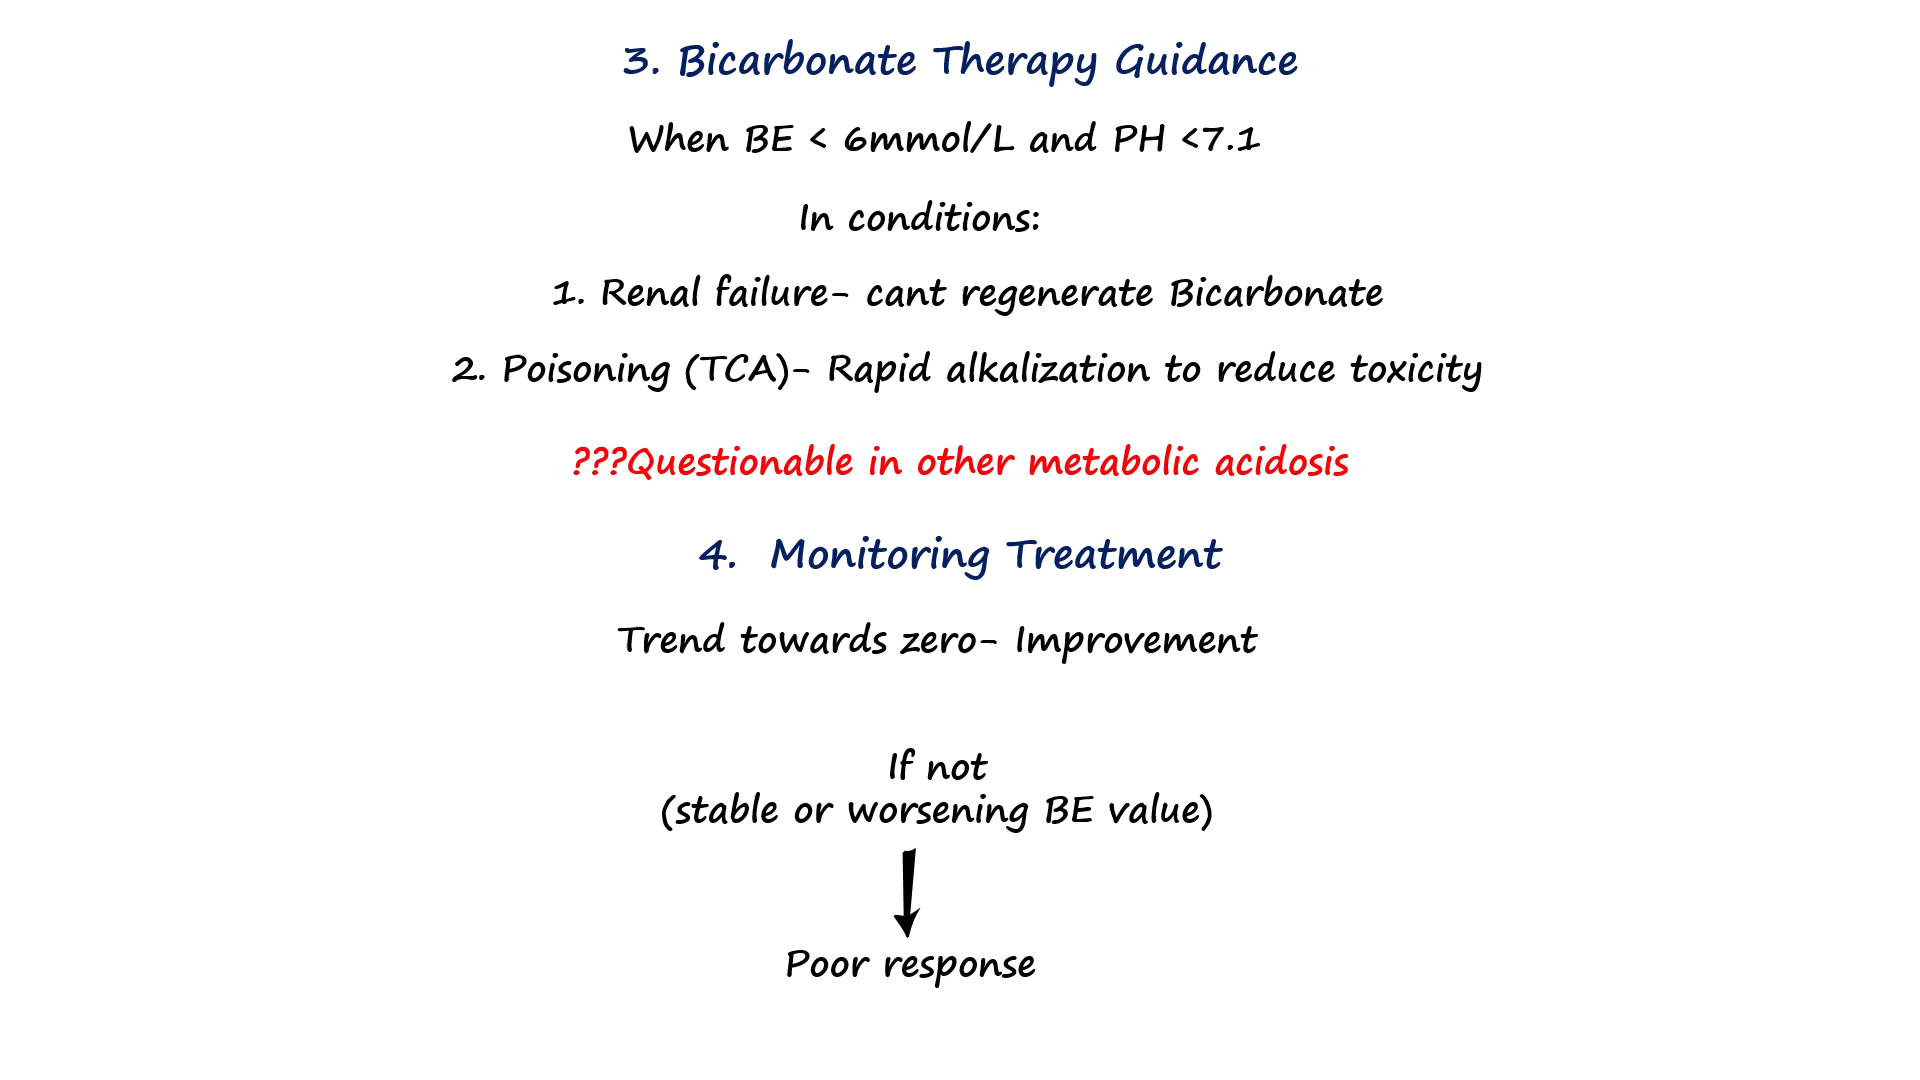 3. Bicarbonate Therapy Guidance
When BE < 6mmol/L and PH <7.1
In conditions:
1. Renal failure- cant regenerate Bicarbonate
2. Poisoning (TCA)- Rapid alkalization to reduce toxicity
???Questionable in other metabolic acidosis
4. Monitoring Treatment
Trend towards zero- Improvement
If not
(stable or worsening BE value)
Poor response